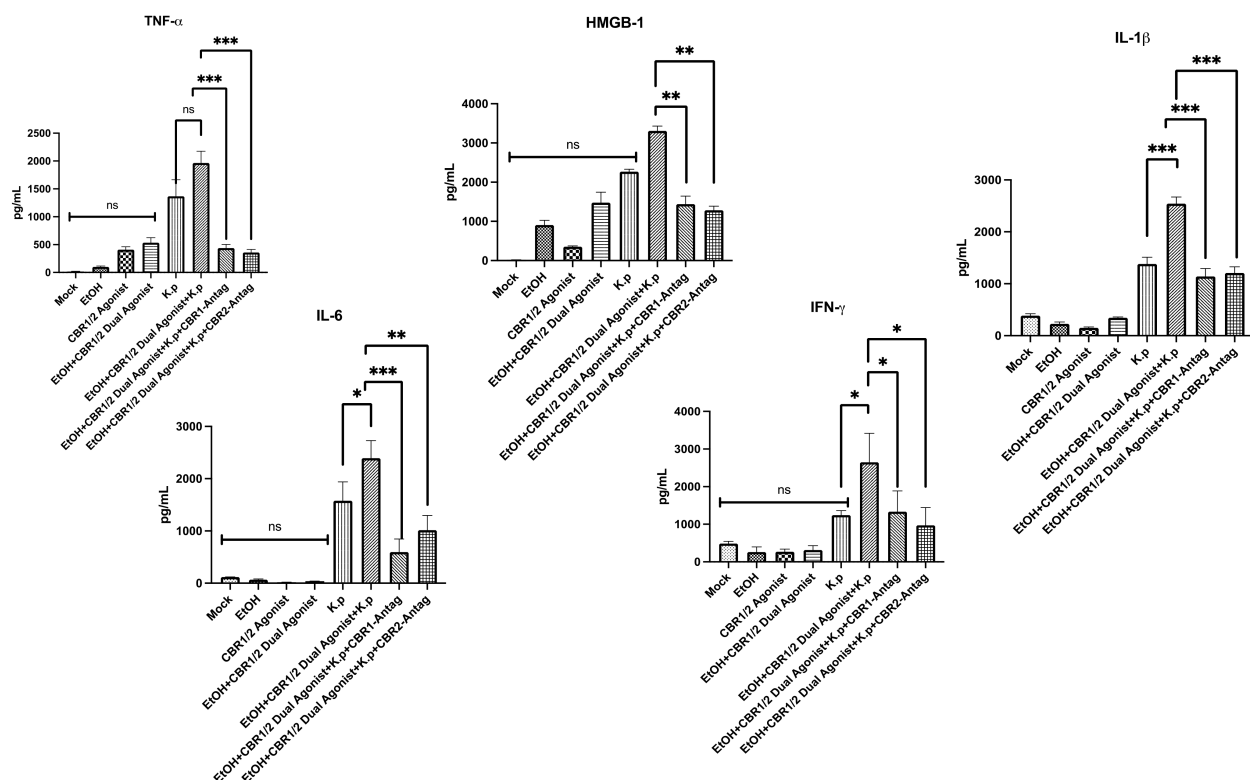 TNF-α
***
***
ns
2500
2000
1500
1000
500
0
pg/mL
ns
Mock
EtOH
CBR1/2 Agonist
EtOH+CBR1/2 Dual Agonist
K.p
EtOH+CBR1/2 Dual Agonist+K.p
EtOH+CBR1/2 Dual Agonist+K.p+CBR1-Antag
EtOH+CBR1/2 Dual Agonist+K.p+CBR2-Antag
HMGB-1
**
**
ns
4000
3000
2000
1000
0
pg/mL
Mock
EtOH
CBR1/2 Agonist
EtOH+CBR1/2 Dual Agonist
K.p
EtOH+CBR1/2 Dual Agonist+K.p
EtOH+CBR1/2 Dual Agonist+K.p+CBR1-Antag
EtOH+CBR1/2 Dual Agonist+K.p+CBR2-Antag
IL-1β
***
***
***
3000
2000
1000
0
pg/mL
Mock
EtOH
CBR1/2 Agonist
EtOH+CBR1/2 Dual Agonist
K.p
EtOH+CBR1/2 Dual Agonist+K.p
EtOH+CBR1/2 Dual Agonist+K.p+CBR1-Antag
EtOH+CBR1/2 Dual Agonist+K.p+CBR2-Antag
IL-6
**
***
*
3000
2000
1000
0
pg/mL
ns
Mock
EtOH
CBR1/2 Agonist
EtOH+CBR1/2 Dual Agonist
K.p
EtOH+CBR1/2 Dual Agonist+K.p
EtOH+CBR1/2 Dual Agonist+K.p+CBR1-Antag
EtOH+CBR1/2 Dual Agonist+K.p+CBR2-Antag
IFN-γ
*
*
*
4000
3000
2000
1000
0
pg/mL
ns
Mock
EtOH
CBR1/2 Agonist
EtOH+CBR1/2 Dual Agonist
K.p
EtOH+CBR1/2 Dual Agonist+K.p
EtOH+CBR1/2 Dual Agonist+K.p+CBR1-Antag
EtOH+CBR1/2 Dual Agonist+K.p+CBR2-Antag